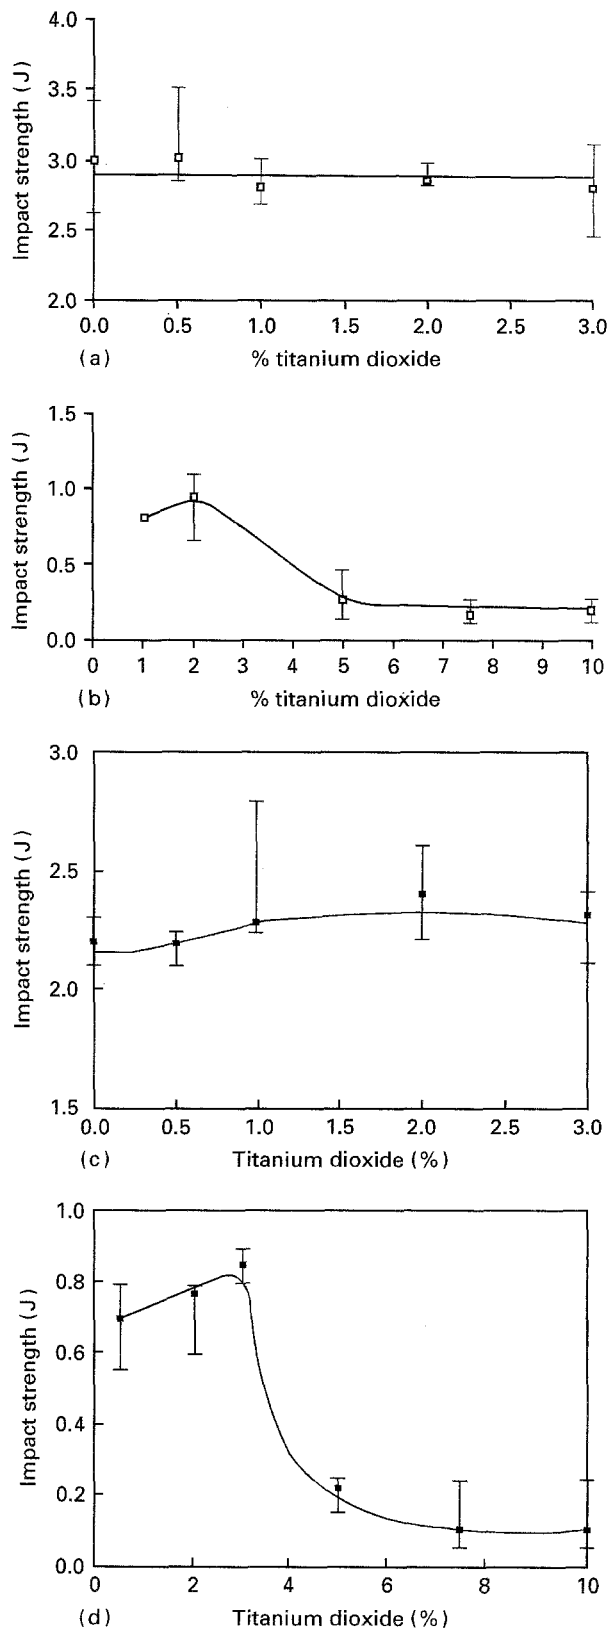 4.0
3.5
3.0
2.5
2.0
Impact strength (J)
0.0 0.5 1.0 1.5 2.0 2.5 3.0
(a) % titanium dioxide
1.5
1.0
0.5
0.0
Impact strength (J)
0 1 2 3 4 5 6 7 8 9 10
(b) % titanium dioxide
3.0
2.5
2.0
1.5
Impact strength (J)
0.0 0.5 1.0 1.5 2.0 2.5 3.0
(c) Titanium dioxide (%)
1.0
0.8
0.6
0.4
0.2
0.0
Impact strength (J)
0 2 4 6 8 10
(d) Titanium dioxide (%)